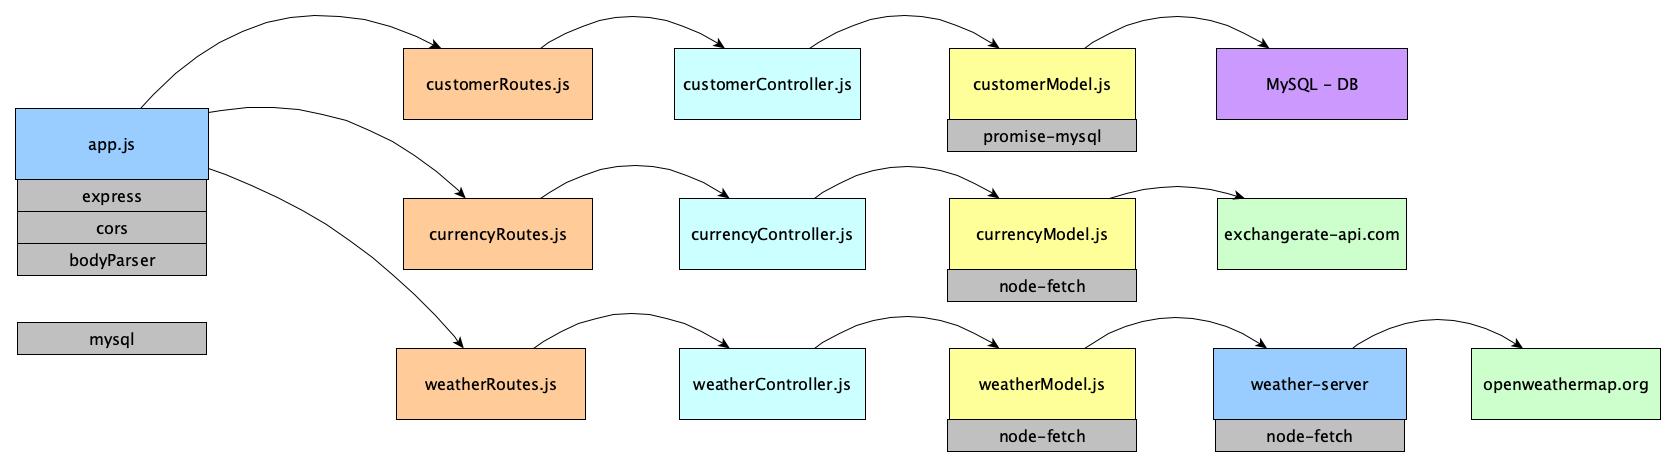 customerRoutes.js
customerController.js
customerModel.js
MySQL - DB
promise-mysql
app.js
express
cors
bodyParser
mysql
currencyRoutes.js
currencyController.js
currencyModel.js
exchangerate-api.com
node-fetch
weatherRoutes.js
weatherController.js
weatherModel.js
weather-server
openweathermap.org
node-fetch
node-fetch